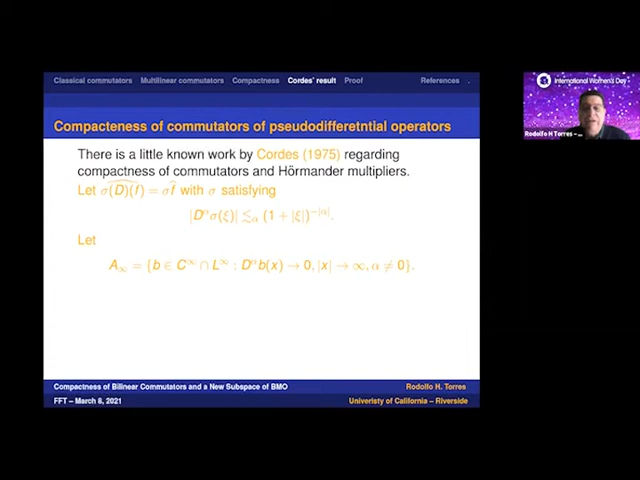 Classical commutators Multilinear commutators Compactness Cordes' result Proof References .
Compacteness of commutators of pseudodifferetntial operators
There is a little known work by Cordes (1975) regarding
compactness of commutators and Hörmander multipliers.
Let \widehat{σ(D)(f)} = σ\widehat{f} with σ satisfying
|D^α σ(ξ)| ≲_α (1 + |ξ|)^{−|α|}.
Let
A_∞ = {b ∈ C^∞ ∩ L^∞ : D^α b(x) → 0, |x| → ∞, α ≠ 0}.
Compactness of Bilinear Commutators and a New Subspace of BMO Rodolfo H. Torres
FFT – March 8, 2021 Univeristy of California – Riverside
International Women's Day
Rodolfo H Torres – ...